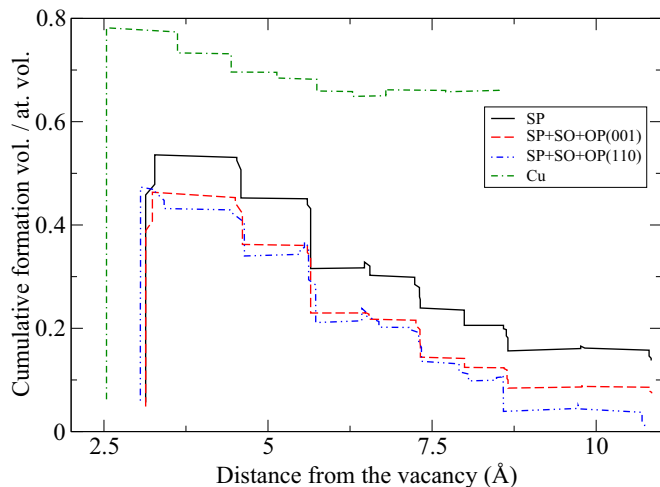 0.8
0.6
0.4
0.2
0
Cumulative formation vol. / at. vol.
SP
SP+SO+OP(001)
SP+SO+OP(110)
Cu
2.5
5
7.5
10
Distance from the vacancy (Å)